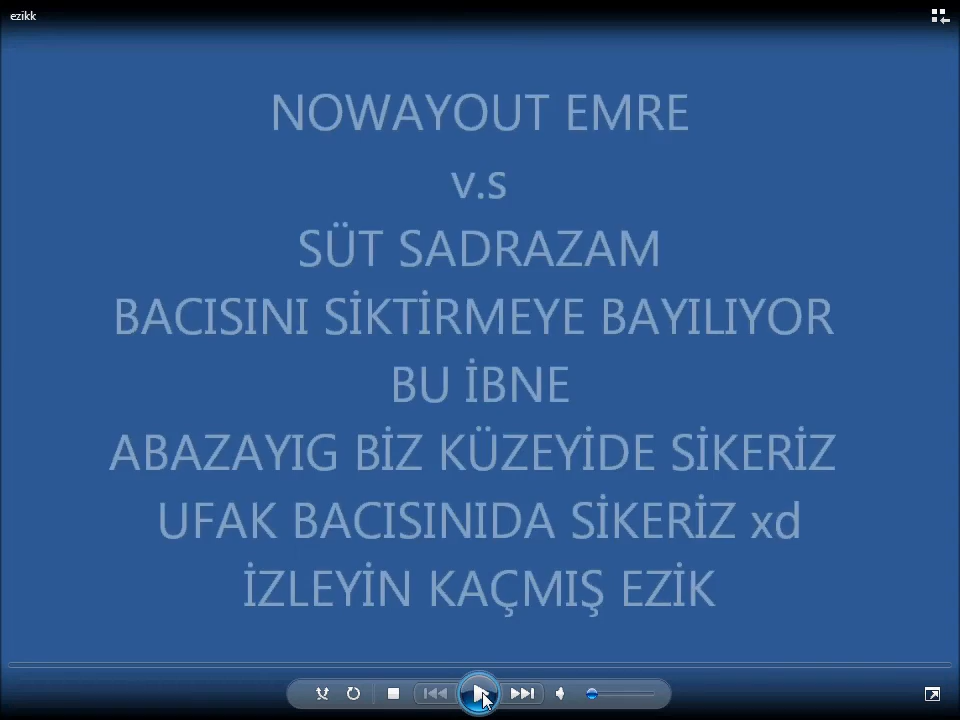 ezikk
NOWAYOUT EMRE
v.s
SÜT SADRAZAM
BACISINI SİKTİRMEYE BAYILIYOR
BU İBNE
ABAZAYIG BİZ KÜZEYİDE SİKERİZ
UFAK BACISINIDA SİKERİZ xd
İZLEYİN KAÇMIŞ EZİK